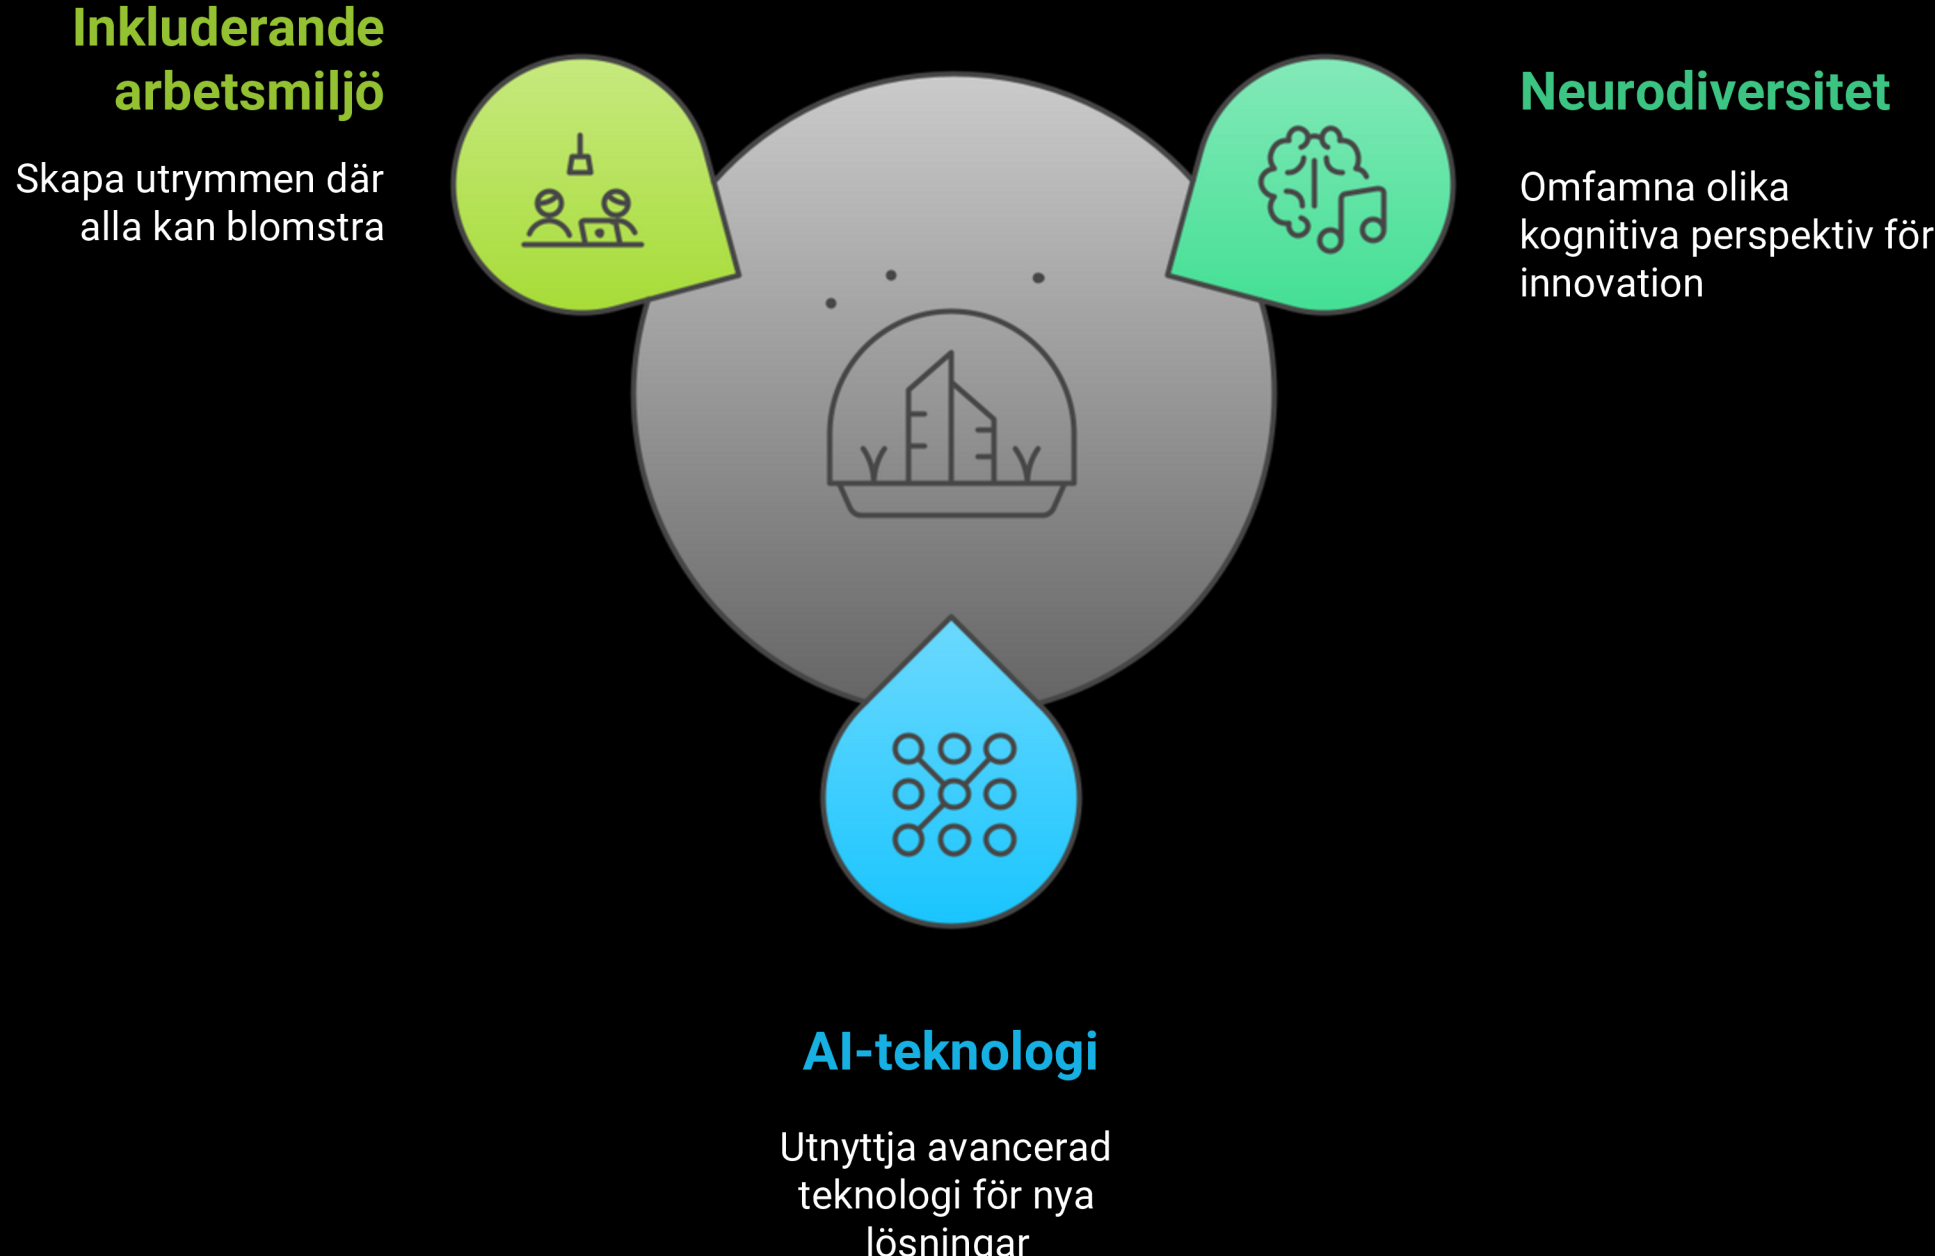 Inkluderande
arbetsmiljö
Skapa utrymmen där
alla kan blomstra
Neurodiversitet
Omfamna olika
kognitiva perspektiv för
innovation
AI-teknologi
Utnyttja avancerad
teknologi för nya
lösningar